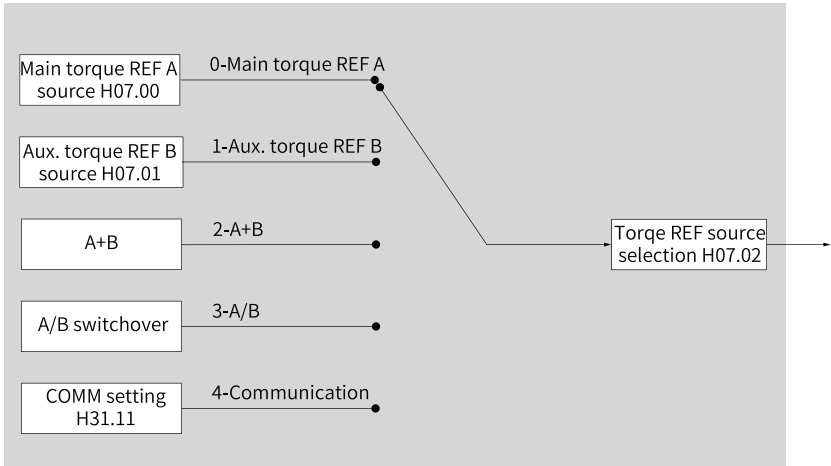 Main torque REF A
source H07.00
0-Main torque REF A
Aux. torque REF B
source H07.01
1-Aux. torque REF B
A+B
2-A+B
Torqe REF source
selection H07.02
A/B switchover
3-A/B
COMM setting
H31.11
4-Communication